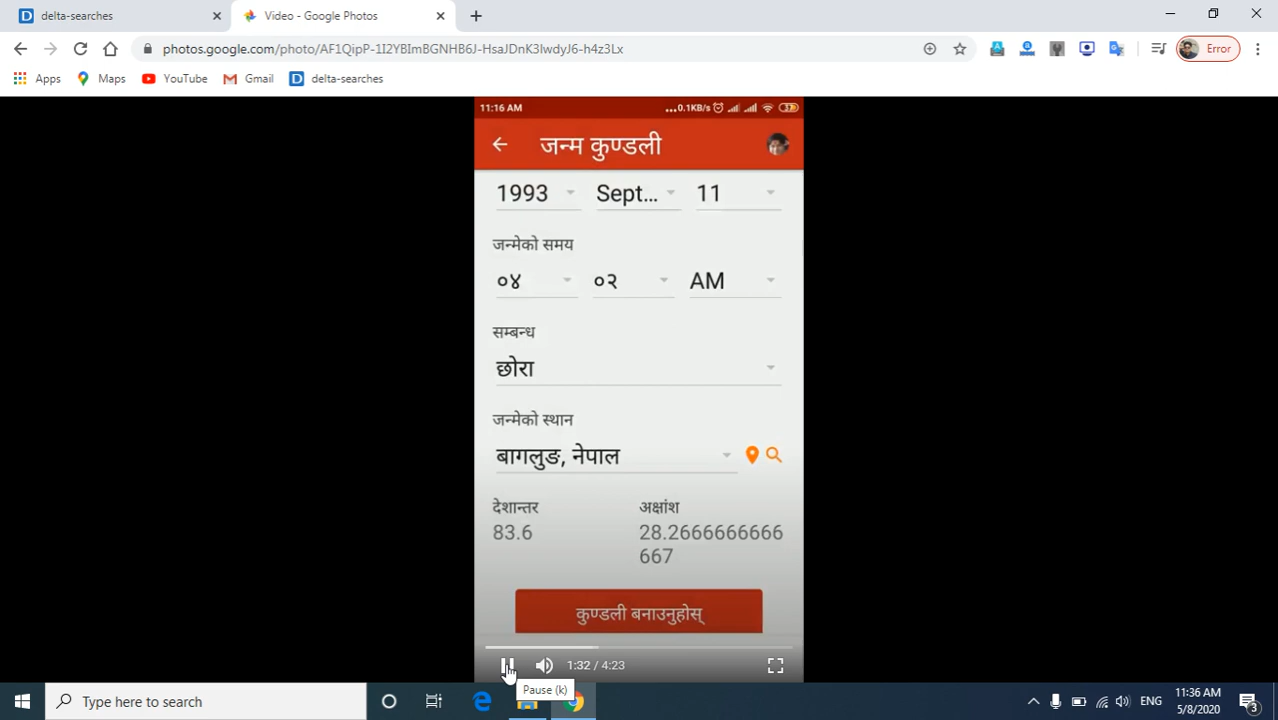 delta-searches
Video - Google Photos
photos.google.com/photo/AF1QipP-1I2YBImBGNHB6J-HsaJDnK3lwdyJ6-h4z3Lx
Error
Apps
Maps
YouTube
Gmail
delta-searches
11:16 AM
...0.1KB/s
जन्म कुण्डली
1993 Sept... 11
जन्मेको समय
०४ ०२ AM
सम्बन्ध
छोरा
जन्मेको स्थान
बागलुङ, नेपाल
देशान्तर अक्षांश
83.6 28.2666666666
667
कुण्डली बनाउनुहोस्
1:32 / 4:23
Pause (k)
Type here to search
ENG
11:36 AM
5/8/2020
3